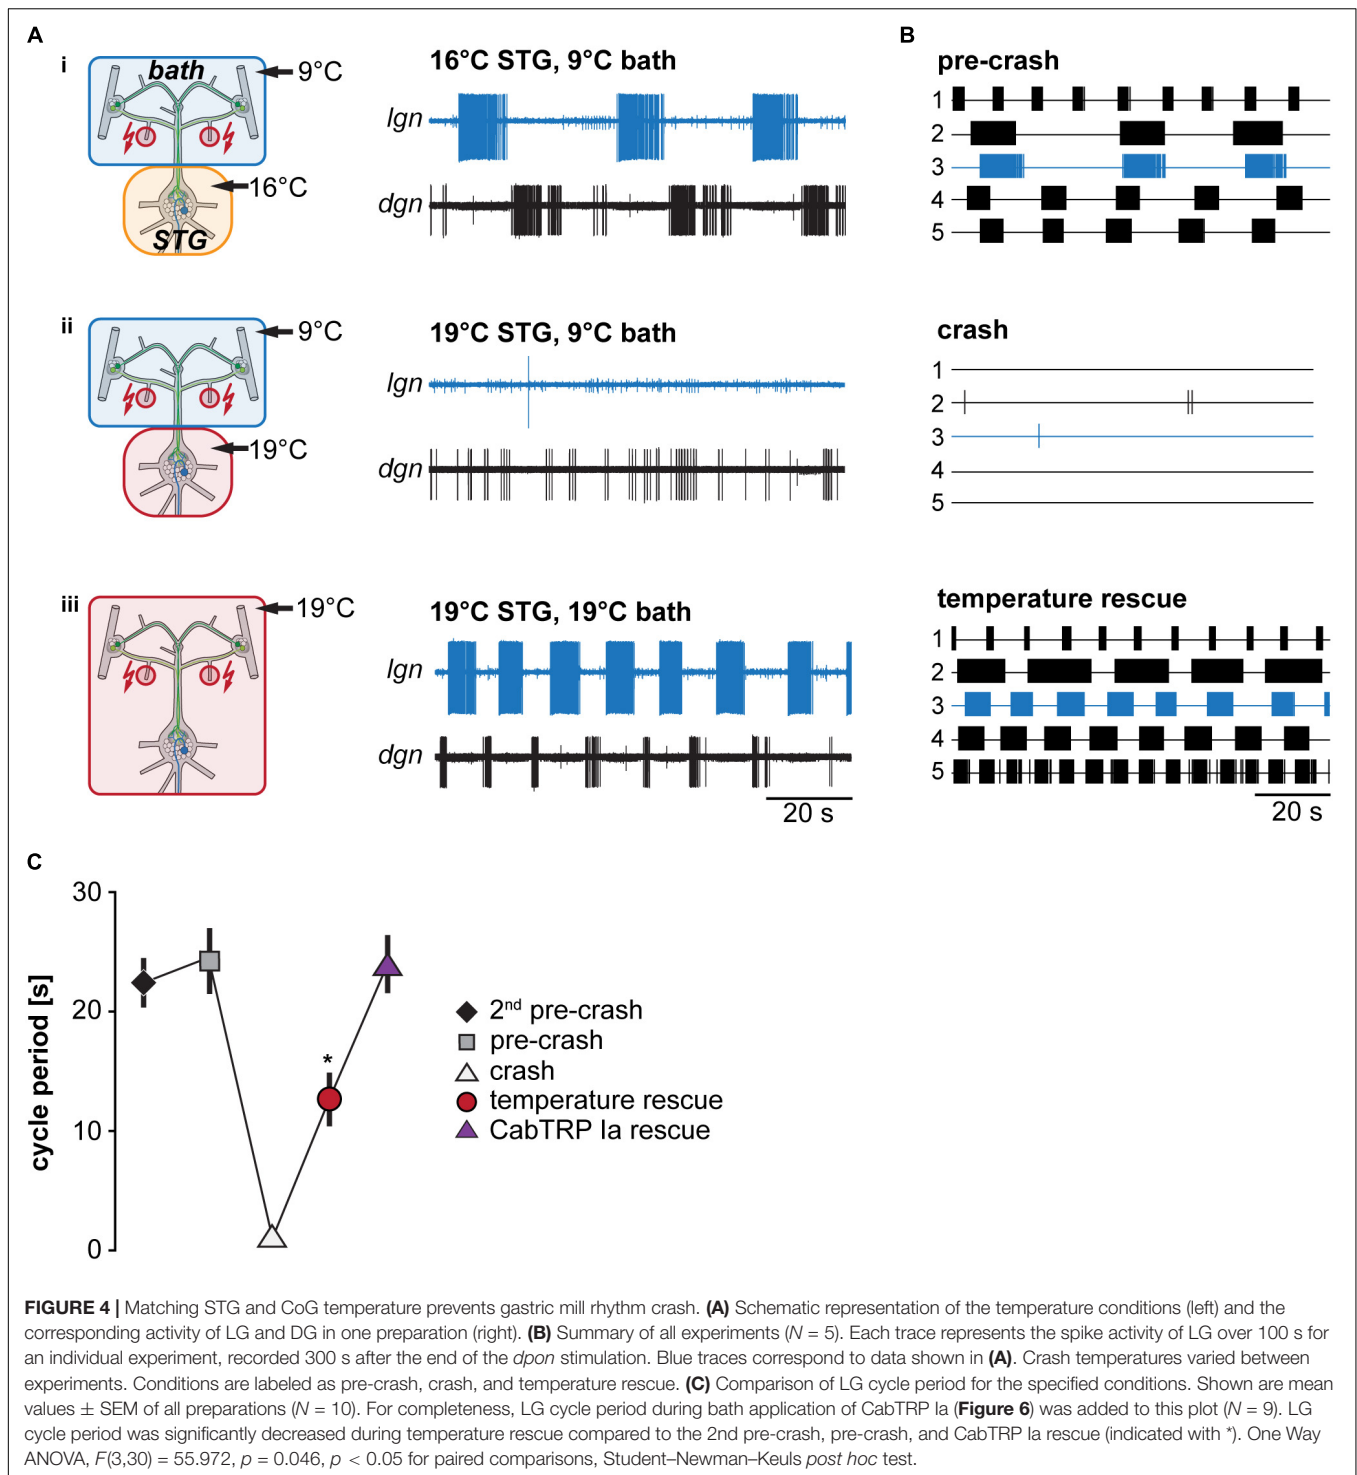 A
B
i
bath
9°C
16°C
STG
16°C STG, 9°C bath
lgn
dgn
pre-crash
1
2
3
4
5
ii
9°C
19°C
19°C STG, 9°C bath
lgn
dgn
crash
1
2
3
4
5
iii
19°C
19°C STG, 19°C bath
lgn
dgn
20 s
temperature rescue
1
2
3
4
5
20 s
C
cycle period [s]
30
20
10
0
*
2nd pre-crash
pre-crash
crash
temperature rescue
CabTRP Ia rescue
FIGURE 4 | Matching STG and CoG temperature prevents gastric mill rhythm crash. (A) Schematic representation of the temperature conditions (left) and the
corresponding activity of LG and DG in one preparation (right). (B) Summary of all experiments (N = 5). Each trace represents the spike activity of LG over 100 s for
an individual experiment, recorded 300 s after the end of the dpon stimulation. Blue traces correspond to data shown in (A). Crash temperatures varied between
experiments. Conditions are labeled as pre-crash, crash, and temperature rescue. (C) Comparison of LG cycle period for the specified conditions. Shown are mean
values ± SEM of all preparations (N = 10). For completeness, LG cycle period during bath application of CabTRP Ia (Figure 6) was added to this plot (N = 9). LG
cycle period was significantly decreased during temperature rescue compared to the 2nd pre-crash, pre-crash, and CabTRP Ia rescue (indicated with *). One Way
ANOVA, F(3,30) = 55.972, p = 0.046, p < 0.05 for paired comparisons, Student–Newman–Keuls post hoc test.